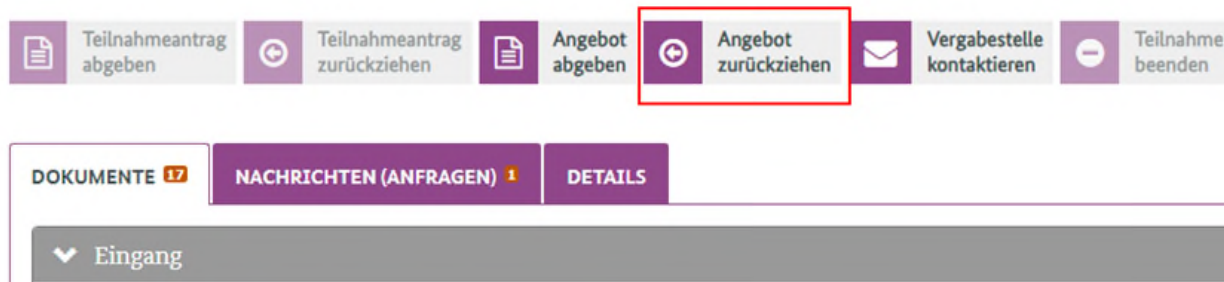 Teilnahmeantrag
abgeben
Teilnahmeantrag
zurückziehen
Angebot
abgeben
Angebot
zurückziehen
Vergabestelle
kontaktieren
Teilnahme
beenden
DOKUMENTE 17
NACHRICHTEN (ANFRAGEN) 1
DETAILS
Eingang